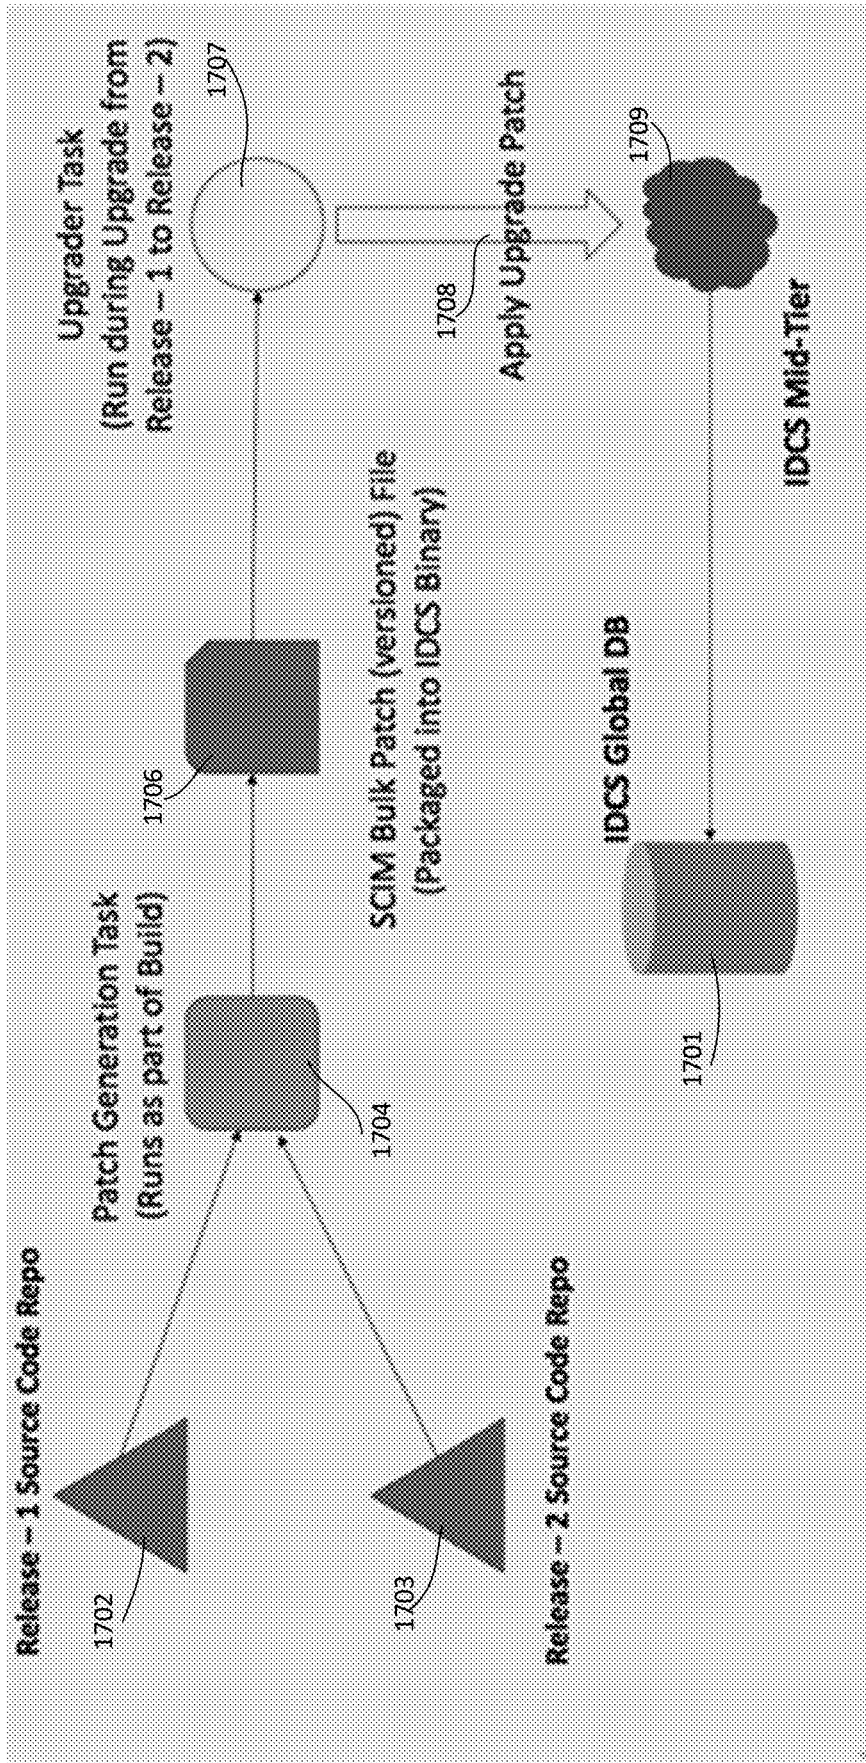 Release – 1 Source Code Repo
1702
1703
Release – 2 Source Code Repo
Patch Generation Task
(Runs as part of Build)
1704
1706
SCIM Bulk Patch (versioned) File
(Packaged into IDCS Binary)
Upgrader Task
(Run during Upgrade from
Release – 1 to Release – 2)
1707
1708
Apply Upgrade Patch
1709
IDCS Mid-Tier
IDCS Global DB
1701